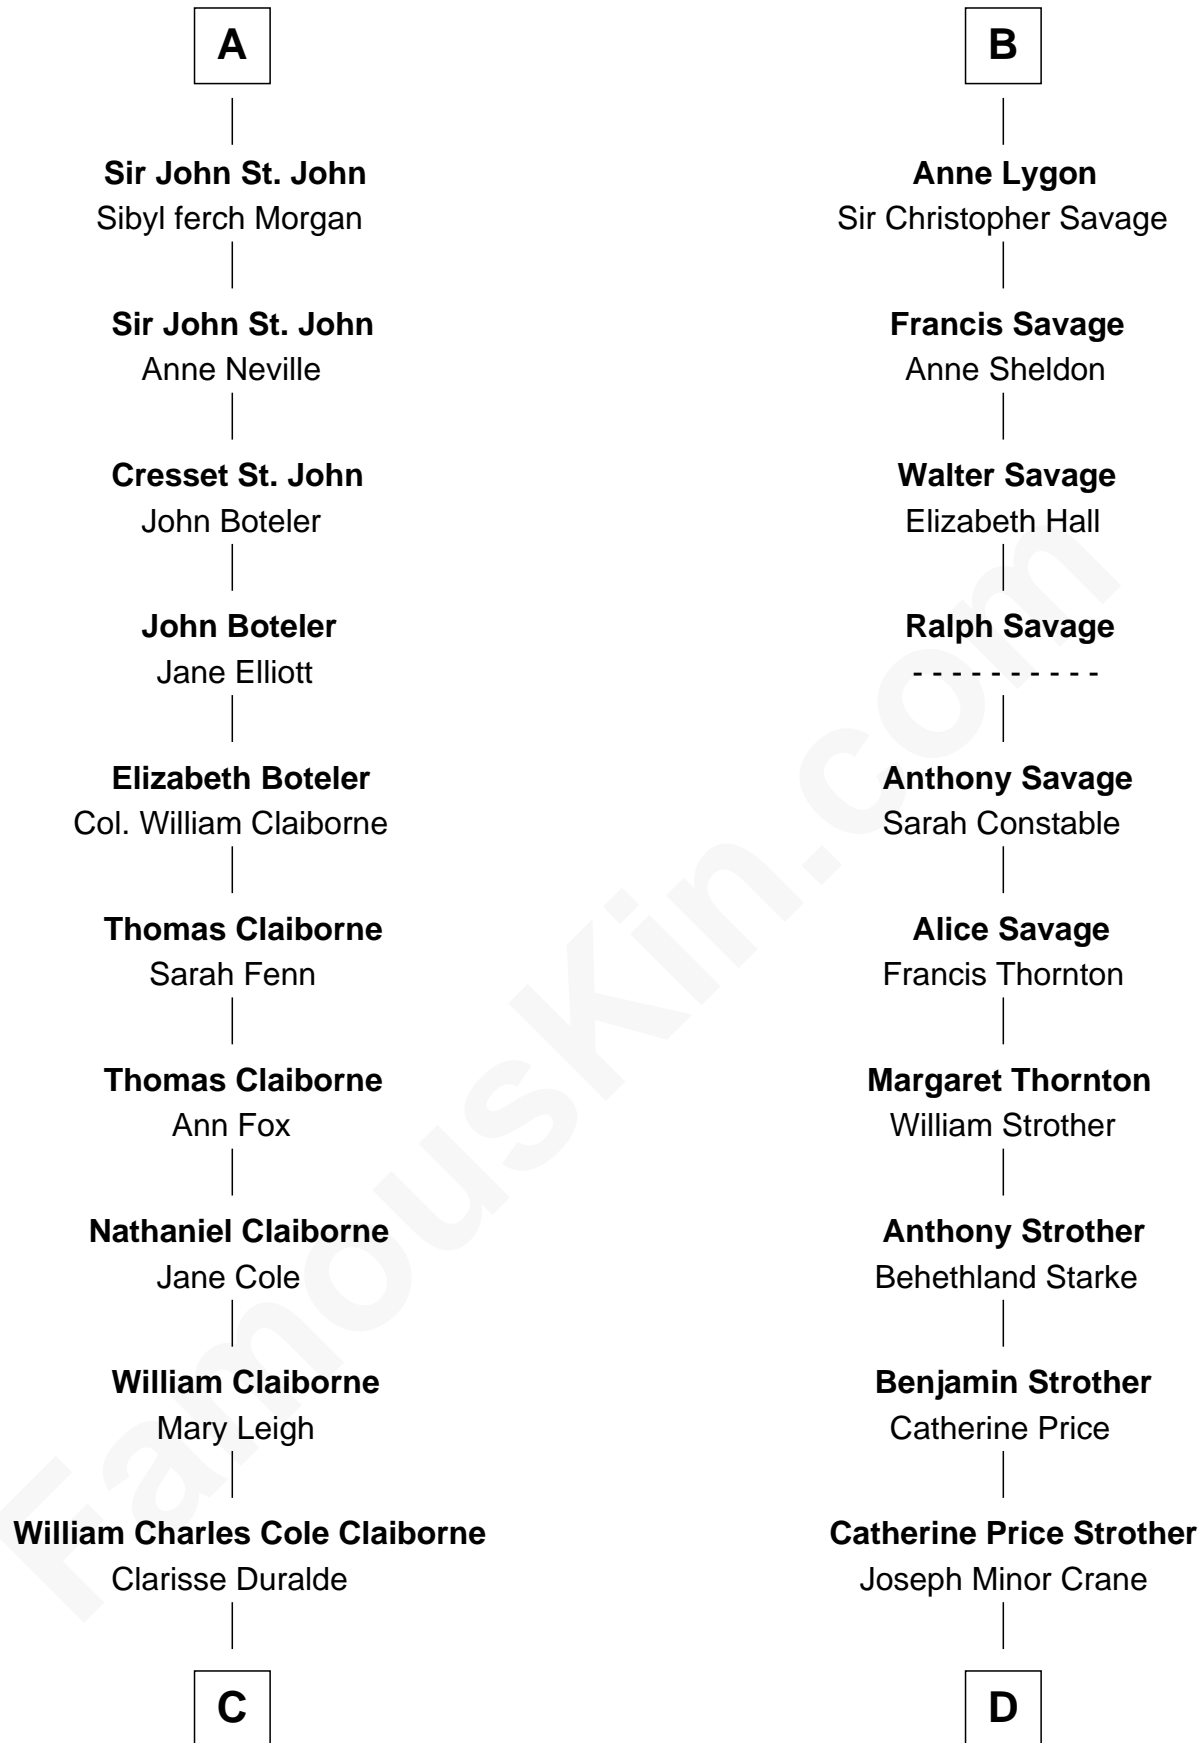 A
Sir John St. John
Sibyl ferch Morgan
Sir John St. John
Anne Neville
Cresset St. John
John Boteler
John Boteler
Jane Elliott
Elizabeth Boteler
Col. William Claiborne
Thomas Claiborne
Sarah Fenn
Thomas Claiborne
Ann Fox
Nathaniel Claiborne
Jane Cole
William Claiborne
Mary Leigh
William Charles Cole Claiborne
Clarisse Duralde
C
B
Anne Lygon
Sir Christopher Savage
Francis Savage
Anne Sheldon
Walter Savage
Elizabeth Hall
Ralph Savage
- - - - - - - - - -
Anthony Savage
Sarah Constable
Alice Savage
Francis Thornton
Margaret Thornton
William Strother
Anthony Strother
Behethland Starke
Benjamin Strother
Catherine Price
Catherine Price Strother
Joseph Minor Crane
D
FamousKin.com